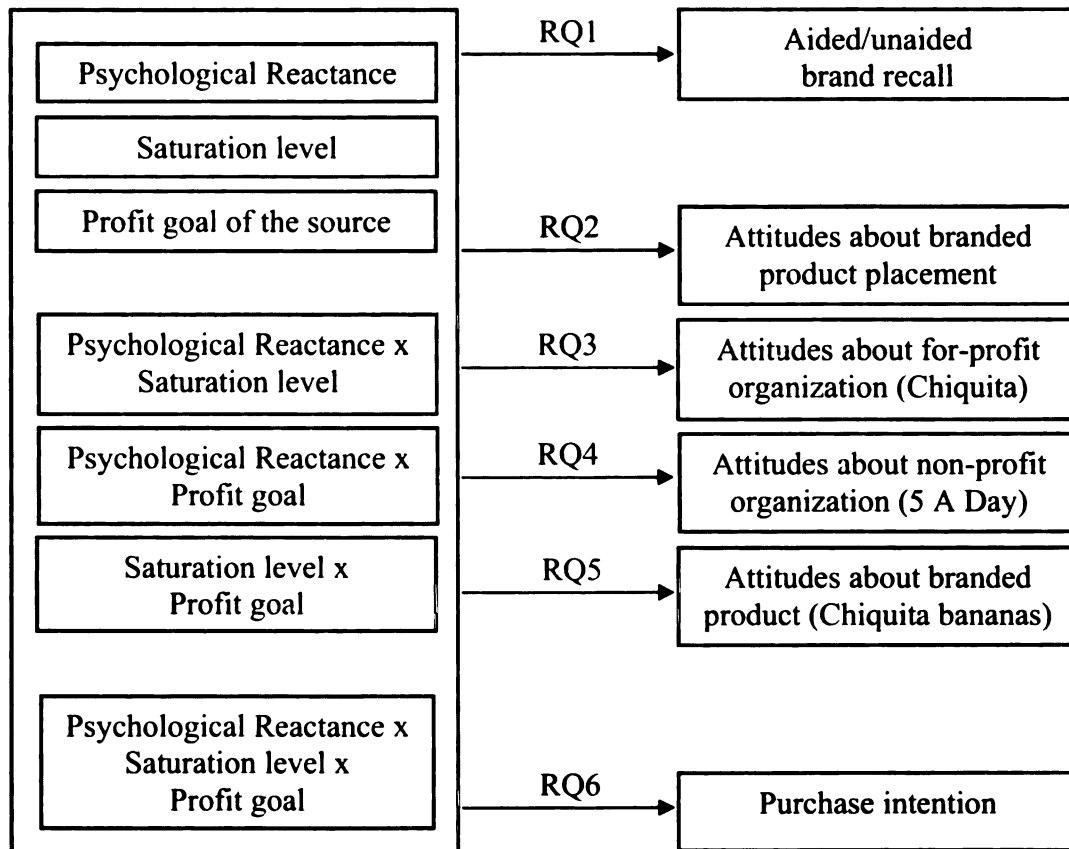 Psychological Reactance
Saturation level
Profit goal of the source
Psychological Reactance x
Saturation level
Psychological Reactance x
Profit goal
Saturation level x
Profit goal
Psychological Reactance x
Saturation level x
Profit goal
RQ1
Aided/unaided
brand recall
RQ2
Attitudes about branded
product placement
RQ3
Attitudes about for-profit
organization (Chiquita)
RQ4
Attitudes about non-profit
organization (5 A Day)
RQ5
Attitudes about branded
product (Chiquita bananas)
RQ6
Purchase intention